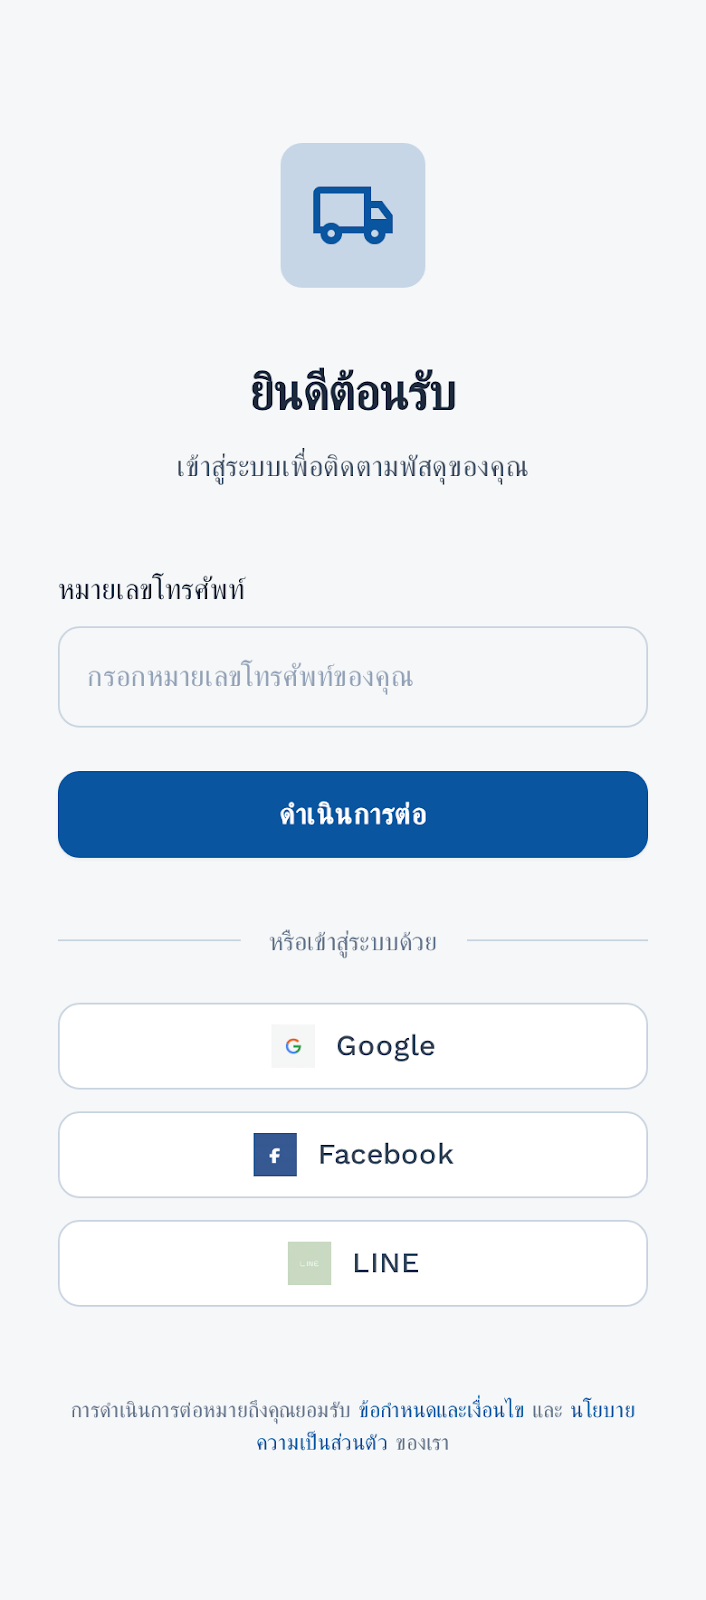 ยินดีต้อนรับ
เข้าสู่ระบบเพื่อติดตามพัสดุของคุณ
หมายเลขโทรศัพท์
กรอกหมายเลขโทรศัพท์ของคุณ
ดำเนินการต่อ
หรือเข้าสู่ระบบด้วย
Google
Facebook
LINE
การดำเนินการต่อหมายถึงคุณยอมรับ ข้อกำหนดและเงื่อนไข และ นโยบาย
ความเป็นส่วนตัว ของเรา